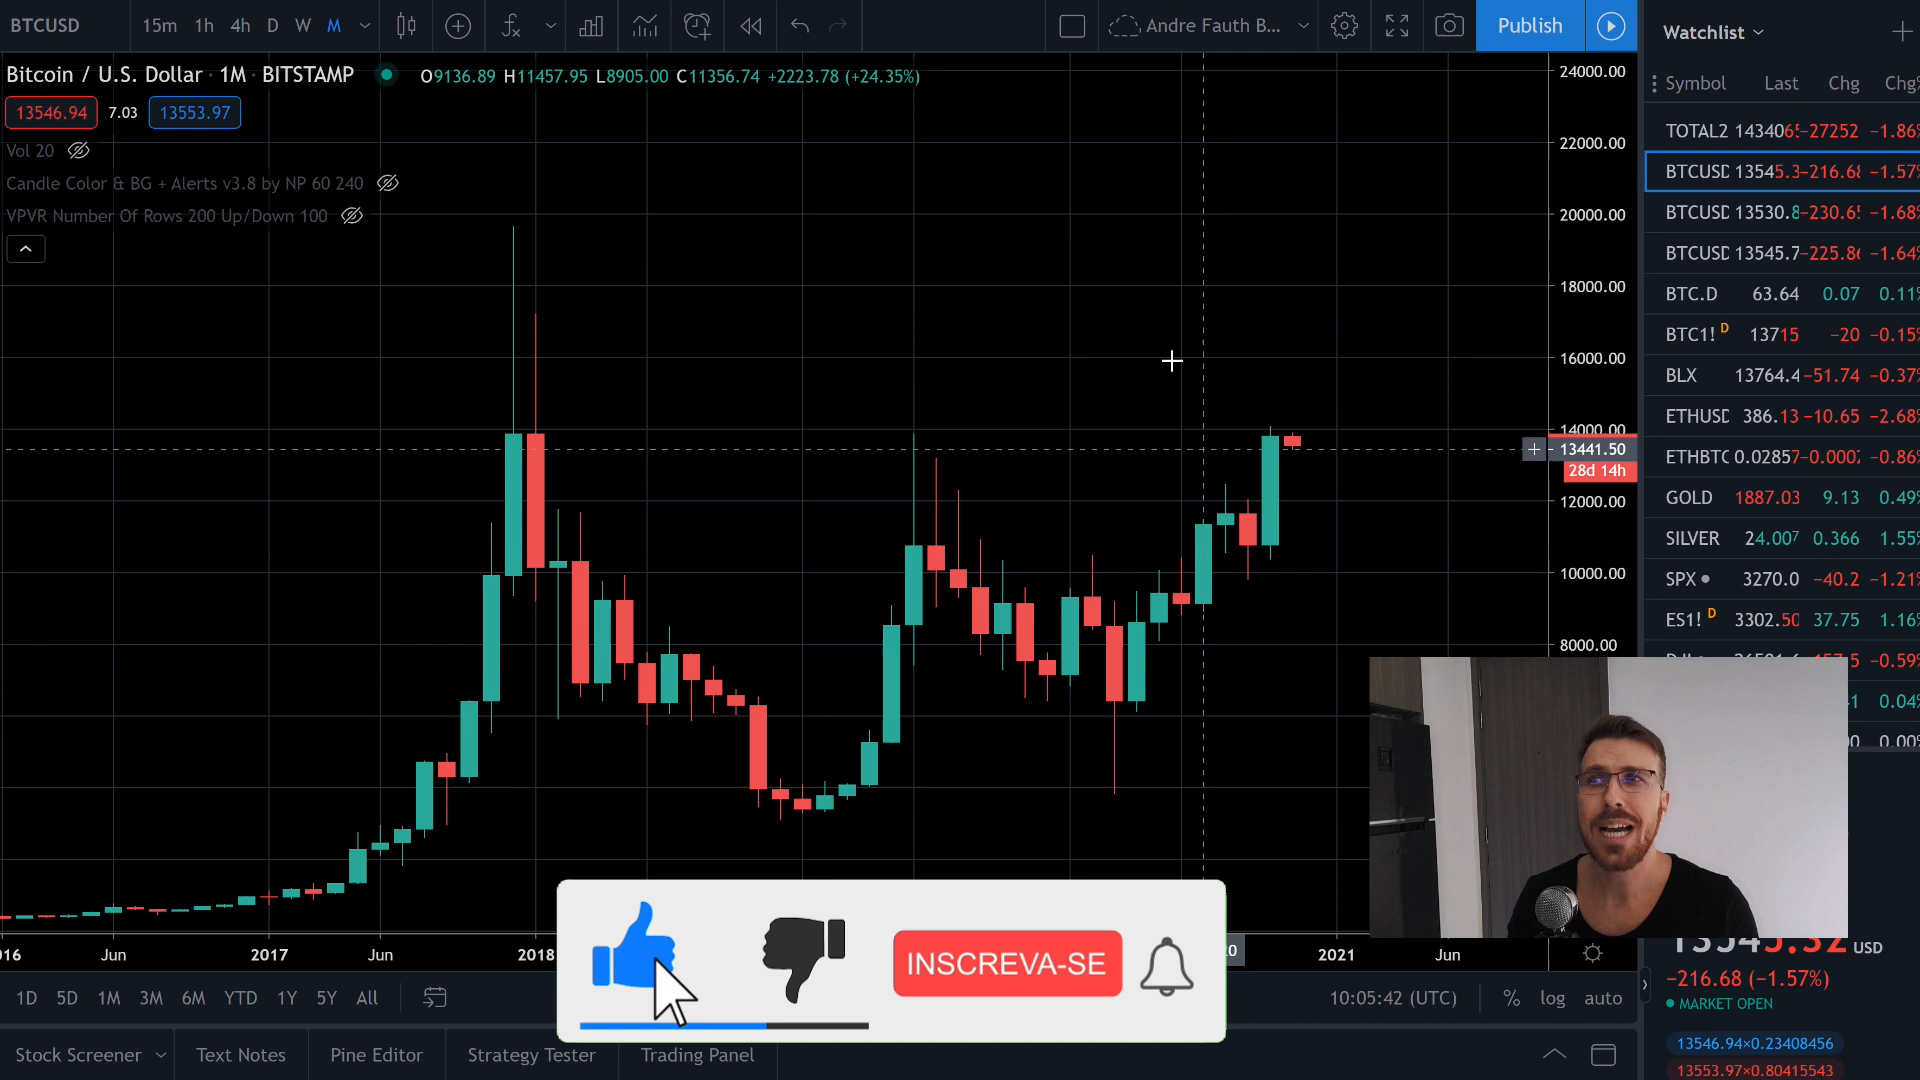 BTCUSD 15m 1h 4h D W M Andre Fauth B... Publish
Bitcoin / U.S. Dollar · 1M · BITSTAMP O9136.89 H11457.95 L8905.00 C11356.74 +2223.78 (+24.35%)
13546.94 7.03 13553.97
Vol 20
Candle Color & BG + Alerts v3.8 by NP 60 240
VPVR Number Of Rows 200 Up/Down 100
24000.00
22000.00
20000.00
18000.00
16000.00
14000.00
13441.50
28d 14h
12000.00
10000.00
8000.00
Watchlist
Symbol Last Chg Chg%
TOTAL2 1434065 -27252 -1.86%
BTCUSD 13545.3 -216.68 -1.57%
BTCUSD 13530.8 -230.65 -1.68%
BTCUSD 13545.7 -225.86 -1.64%
BTC.D 63.64 0.07 0.11%
BTC1! D 13715 -20 -0.15%
BLX 13764.4 -51.74 -0.37%
ETHUSD 386.13 -10.65 -2.68%
ETHBTC 0.02857 -0.0002 -0.86%
GOLD 1887.03 9.13 0.49%
SILVER 24.007 0.366 1.55%
SPX 3270.0 -40.2 -1.21%
ES1! D 3302.50 37.75 1.16%
-0.59%
0.04%
0.00%
13545.32 USD
-216.68 (-1.57%)
MARKET OPEN
13546.94×0.23408456
13553.97×0.80415543
16 Jun 2017 Jun 2018 20 2021 Jun
INSCREVA-SE
1D 5D 1M 3M 6M YTD 1Y 5Y All 10:05:42 (UTC) % log auto
Stock Screener Text Notes Pine Editor Strategy Tester Trading Panel